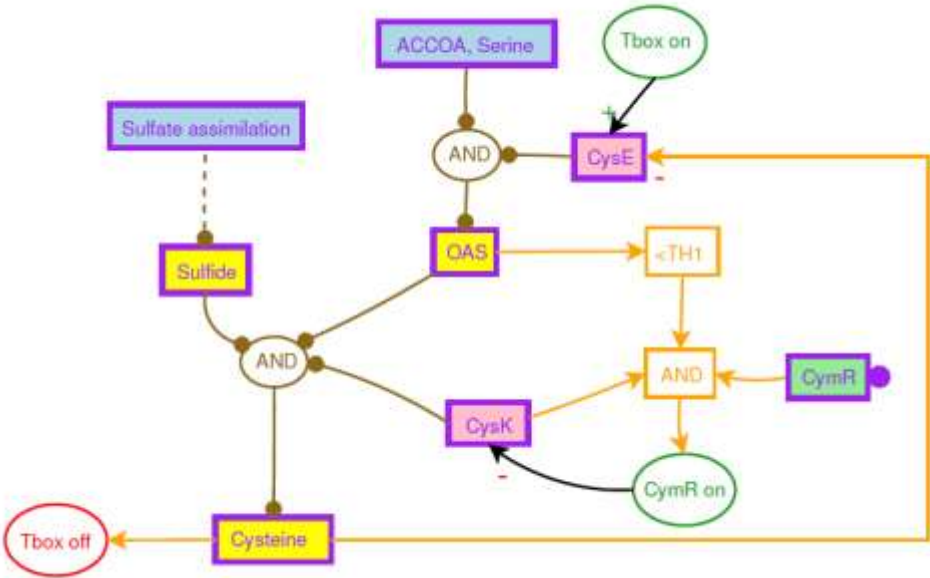 ACCOA, Serine
Tbox on
+
Sulfate assimilation
AND
CysE
-
OAS
<TH1
Sulfide
AND
AND
CymR
CysK
-
CymR on
Tbox off
Cysteine